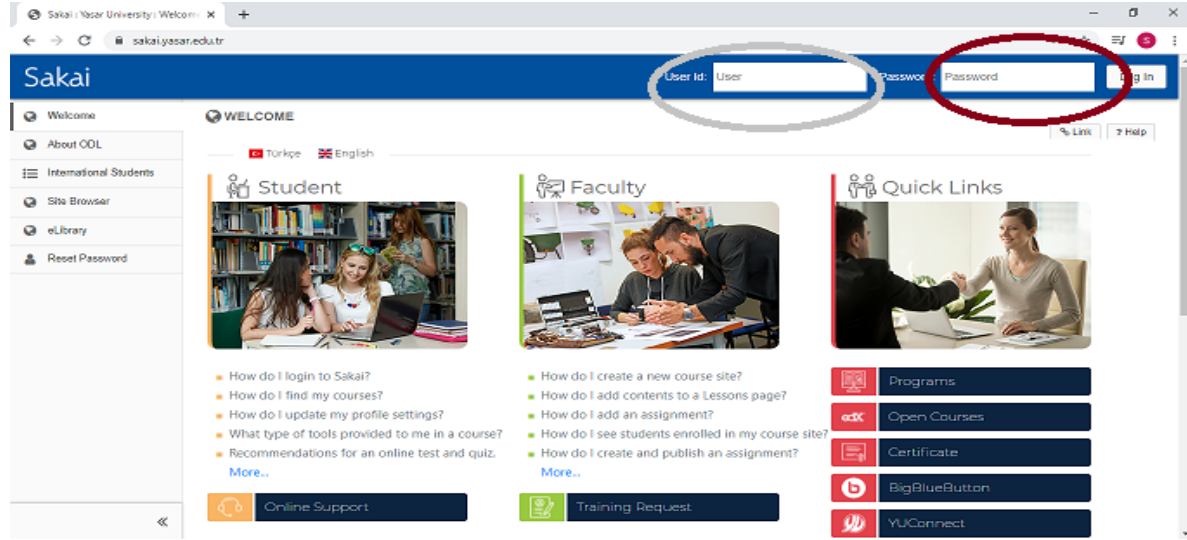 Sakai : Yasar University : Welcom
sakai.yasar.edu.tr
S
Sakai
User Id: User
Password: Password
Log In
Welcome
About ODL
International Students
Site Browser
eLibrary
Reset Password
WELCOME
Link ? Help
Türkçe English
Student
How do I login to Sakai?
How do I find my courses?
How do I update my profile settings?
What type of tools provided to me in a course?
Recommendations for an online test and quiz.
More...
Online Support
Faculty
How do I create a new course site?
How do I add contents to a Lessons page?
How do I add an assignment?
How do I see students enrolled in my course site?
How do I create and publish an assignment?
More...
Training Request
Quick Links
Programs
edX Open Courses
Certificate
b BigBlueButton
YUConnect